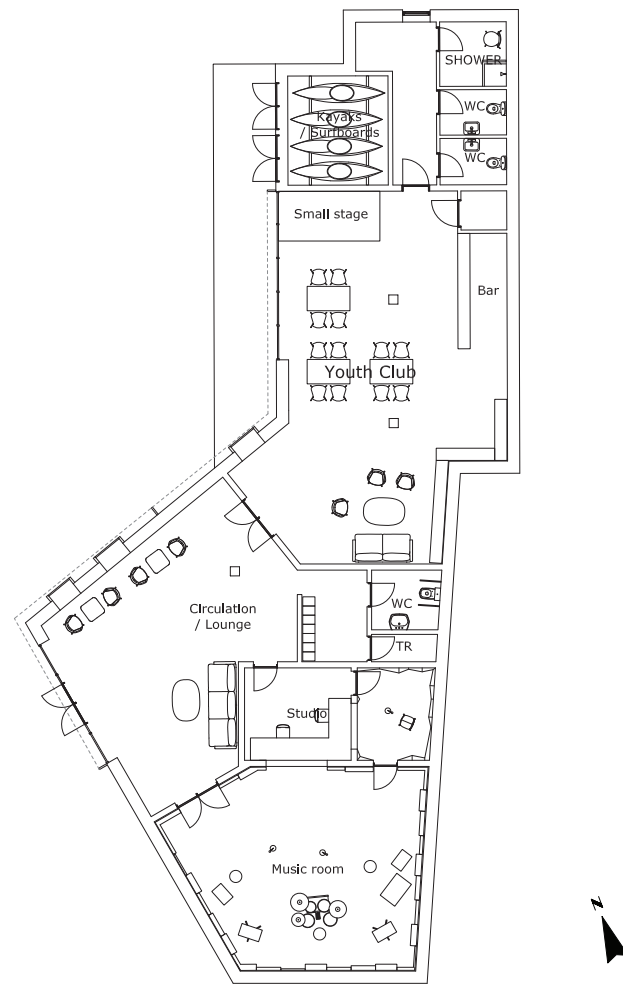 SHOWER
WC
Kayaks
/ Surfboards
WC
Small stage
Bar
Youth Club
WC
CIrculation
/ Lounge
TR
Studio
Music room
N